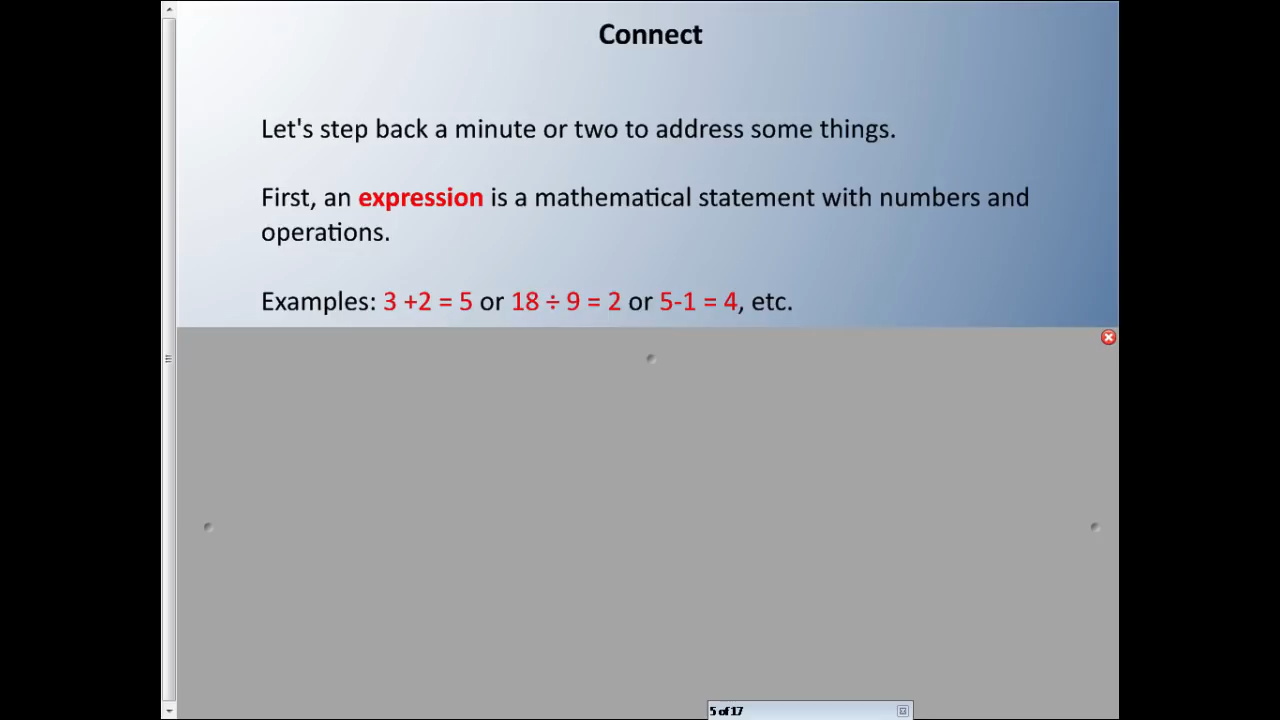 Connect
Let's step back a minute or two to address some things.
First, an expression is a mathematical statement with numbers and
operations.
Examples: 3 +2 = 5 or 18 ÷ 9 = 2 or 5-1 = 4, etc.
5 of 17